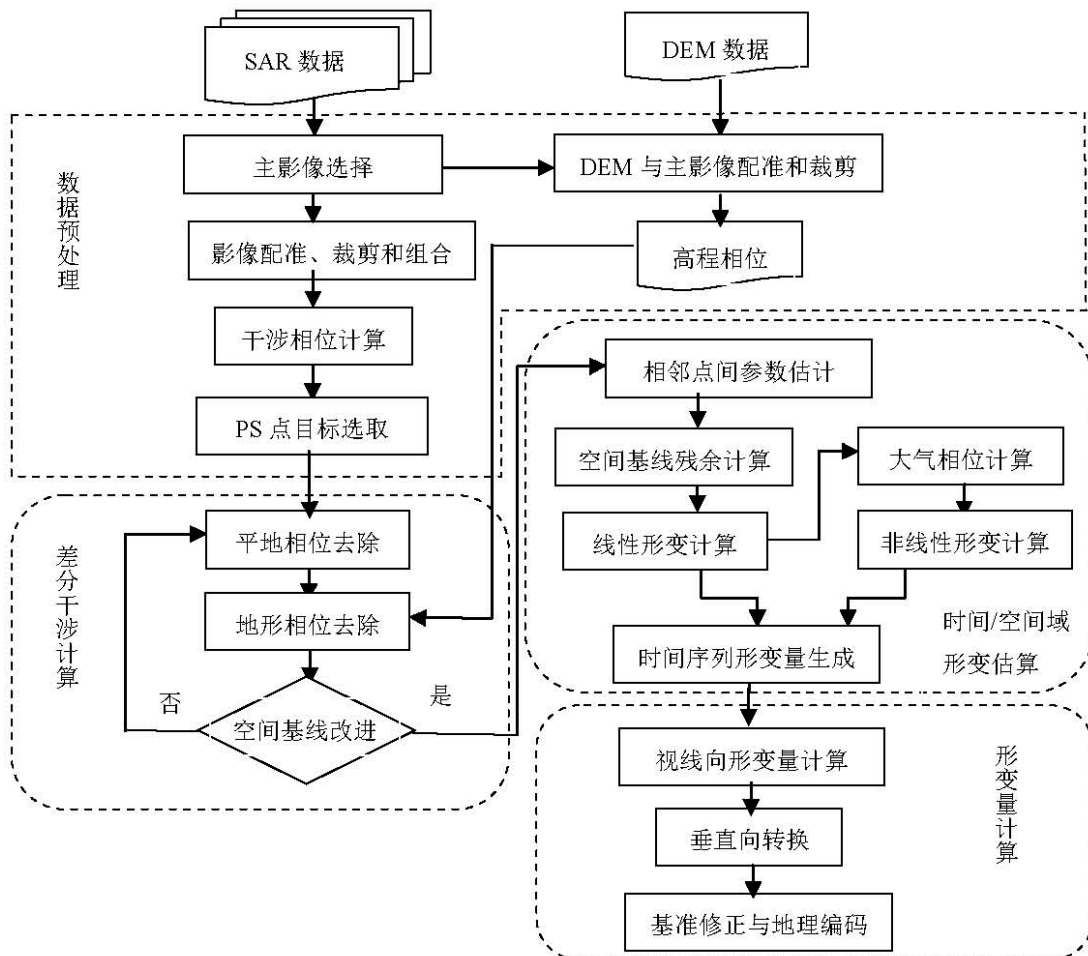 SAR 数据
DEM 数据
数据预处理
主影像选择
DEM 与主影像配准和裁剪
影像配准、裁剪和组合
高程相位
干涉相位计算
PS 点目标选取
差分干涉计算
平地相位去除
地形相位去除
空间基线改进
否
是
相邻点间参数估计
空间基线残余计算
大气相位计算
线性形变计算
非线性形变计算
时间序列形变量生成
时间/空间域
形变估算
视线向形变量计算
垂直向转换
基准修正与地理编码
形变量计算